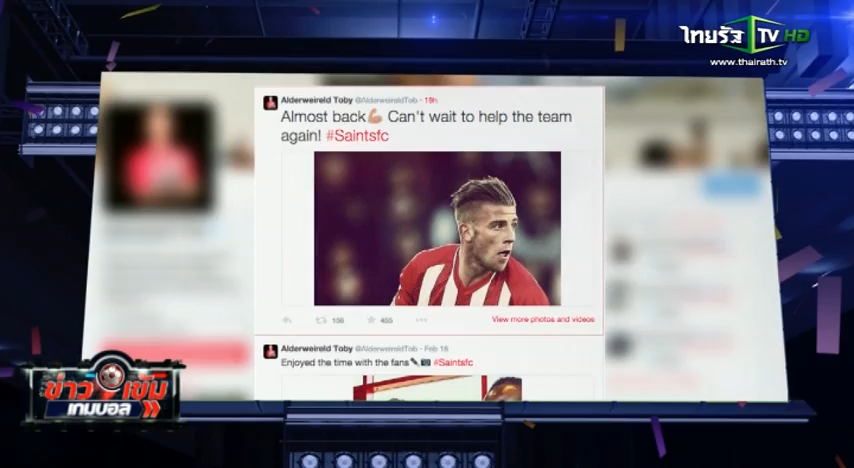 ไทยรัฐ TV HD
www.thairath.tv
Alderweireld Toby @AlderweireldTob · 19h
Almost back💪🏽 Can't wait to help the team
again! #Saintsfc
156 455 •••
View more photos and videos
Alderweireld Toby @AlderweireldTob · Feb 18
Enjoyed the time with the fans✒📷 #Saintsfc
ข่าวเข้ม
เกมบอล